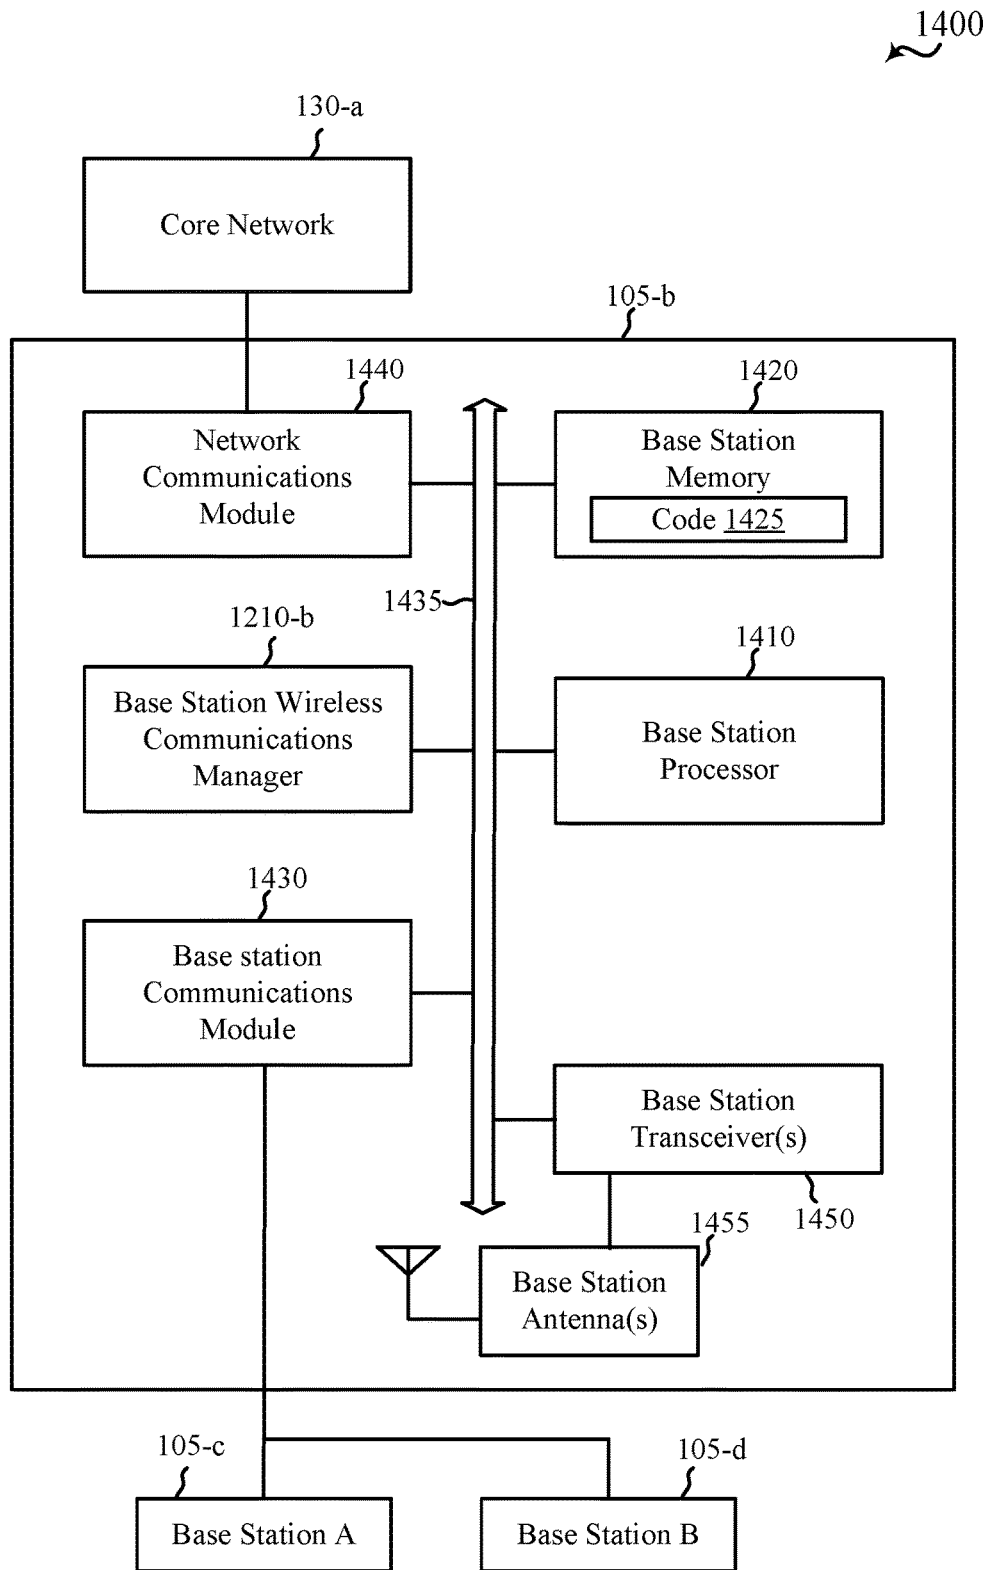 1400
130-a
Core Network
105-b
1440
Network
Communications
Module
1420
Base Station
Memory
Code 1425
1435
1210-b
Base Station Wireless
Communications
Manager
1410
Base Station
Processor
1430
Base station
Communications
Module
Base Station
Transceiver(s)
1450
1455
Base Station
Antenna(s)
105-c
Base Station A
105-d
Base Station B